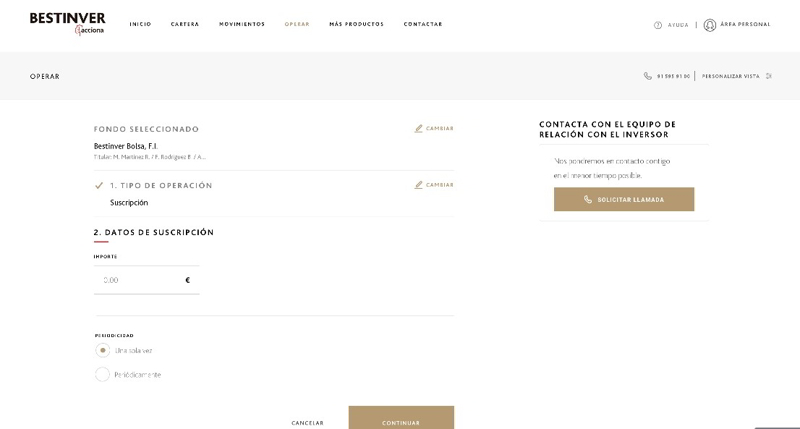 BESTINVER
acciona
INICIO CARTERA MOVIMIENTOS OPERAR MÁS PRODUCTOS CONTACTAR
AYUDA | ÁREA PERSONAL
OPERAR
91 595 91 00 | PERSONALIZAR VISTA
FONDO SELECCIONADO
CAMBIAR
Bestinver Bolsa, F.I.
Titular: M. Martinez R. / P. Rodriguez B. / A...
1. TIPO DE OPERACIÓN
CAMBIAR
Suscripción
2. DATOS DE SUSCRIPCIÓN
IMPORTE
0.00 €
PERIODICIDAD
Una sola vez
Periódicamente
CANCELAR
CONTINUAR
CONTACTA CON EL EQUIPO DE
RELACIÓN CON EL INVERSOR
Nos pondremos en contacto contigo
en el menor tiempo posible.
SOLICITAR LLAMADA